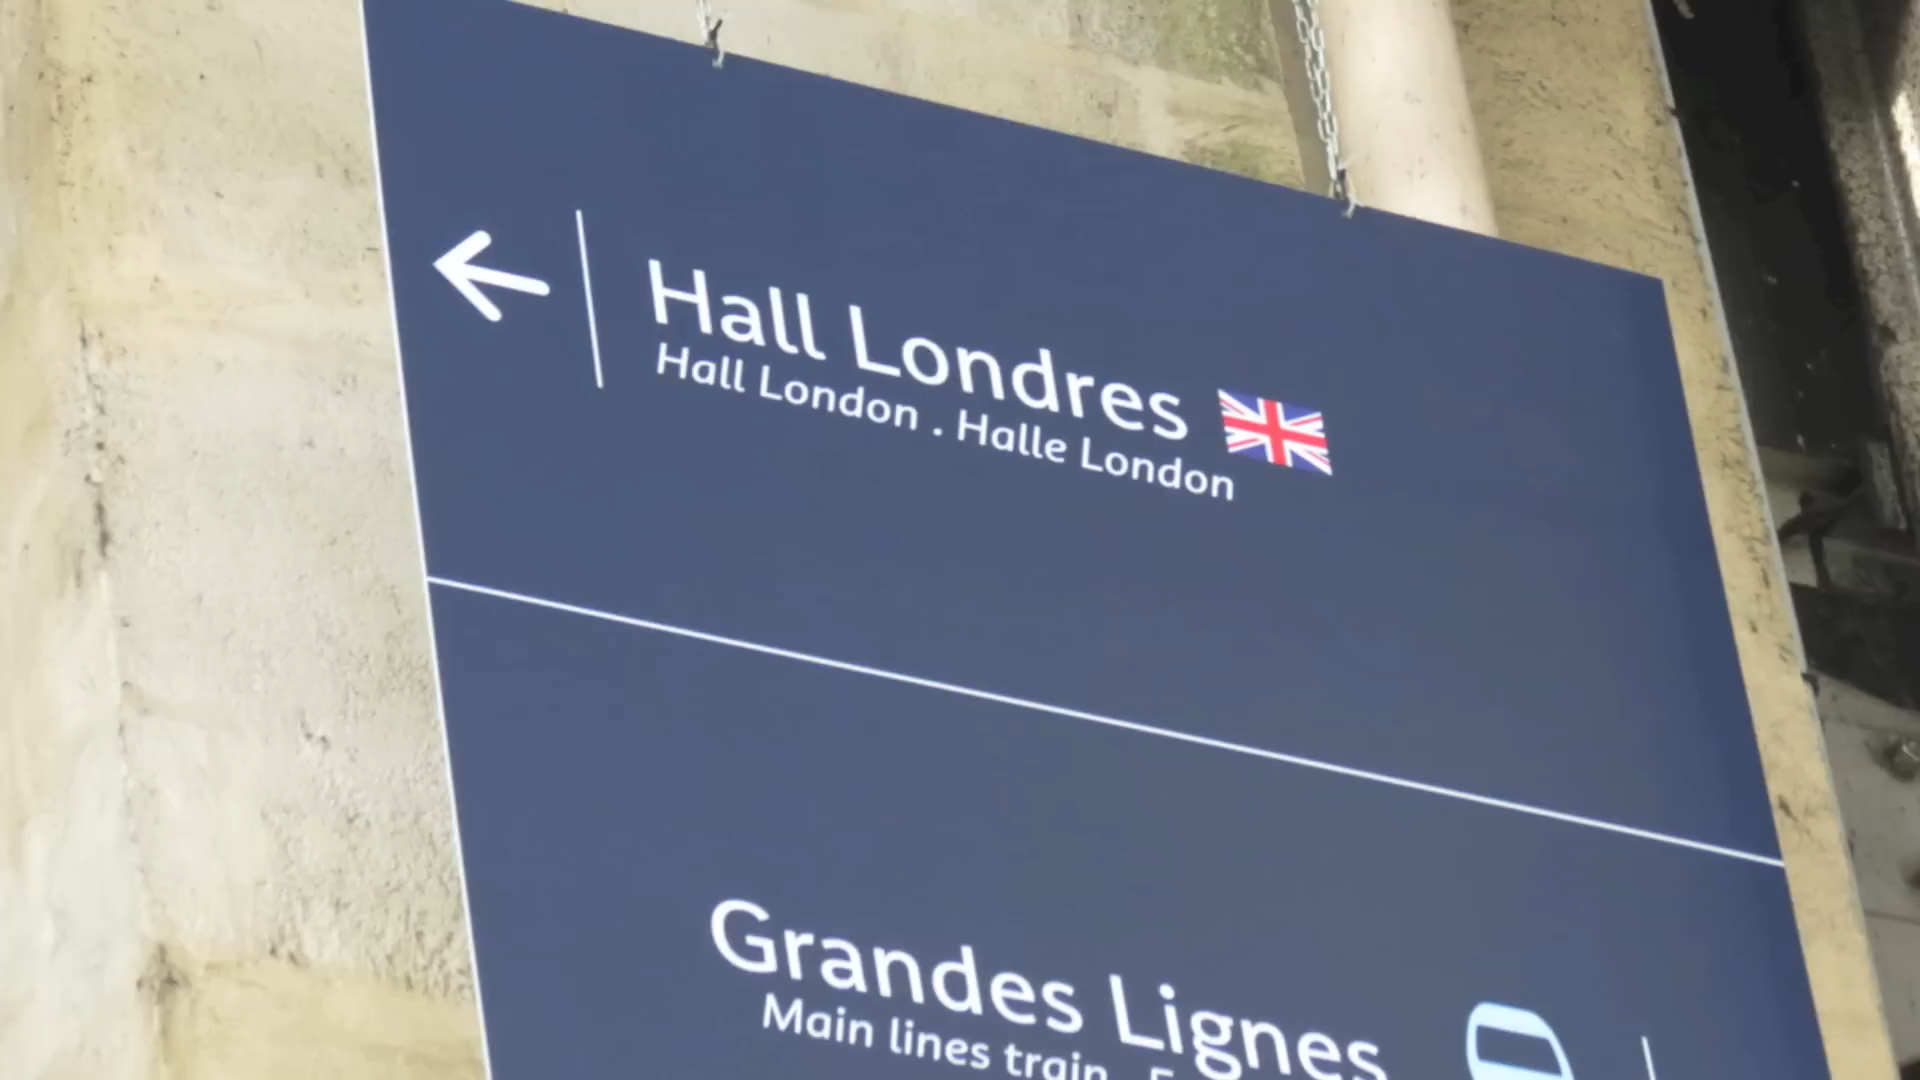 Hall Londres
Hall London . Halle London
Grandes Lignes
Main lines train .